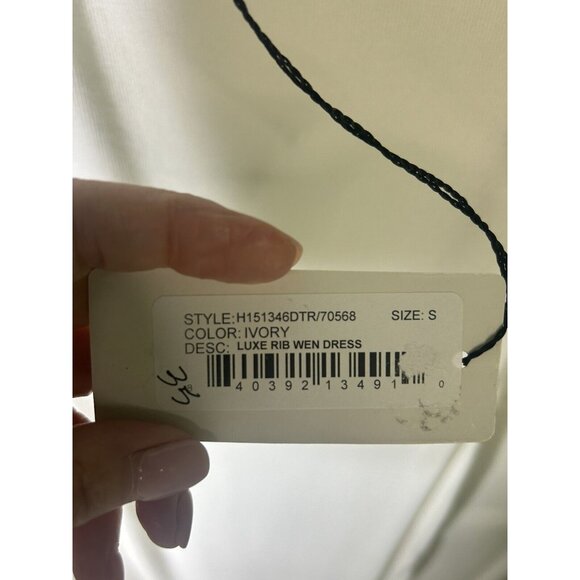 STYLE:H151346DTR/70568 SIZE: S
COLOR: IVORY
DESC: LUXE RIB WEN DRESS
40392 13491 0